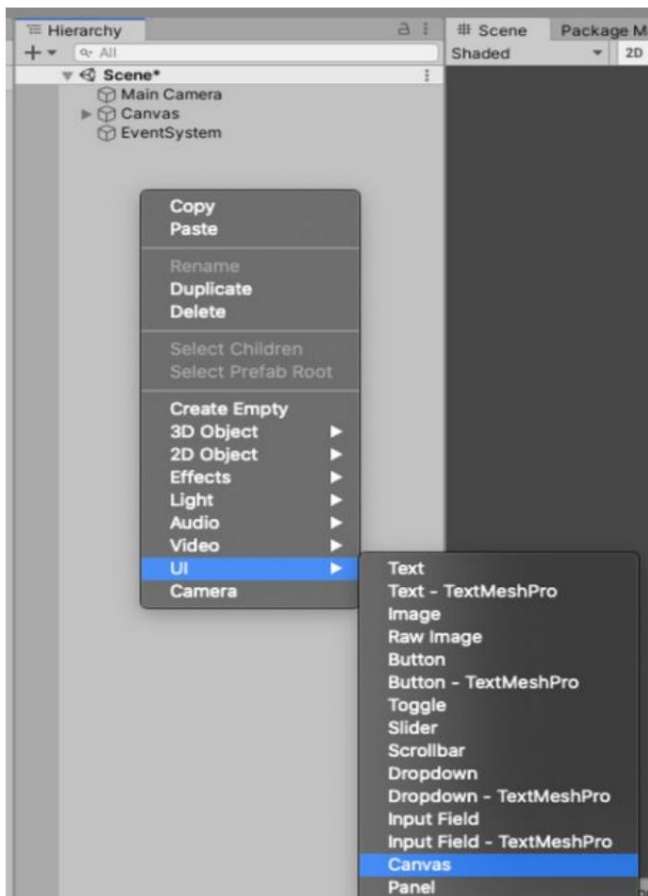 Hierarchy
All
Scene*
Main Camera
Canvas
EventSystem
Scene Package M
Shaded 2D
Copy
Paste
Rename
Duplicate
Delete
Select Children
Select Prefab Root
Create Empty
3D Object
2D Object
Effects
Light
Audio
Video
UI
Camera
Text
Text - TextMeshPro
Image
Raw Image
Button
Button - TextMeshPro
Toggle
Slider
Scrollbar
Dropdown
Dropdown - TextMeshPro
Input Field
Input Field - TextMeshPro
Canvas
Panel